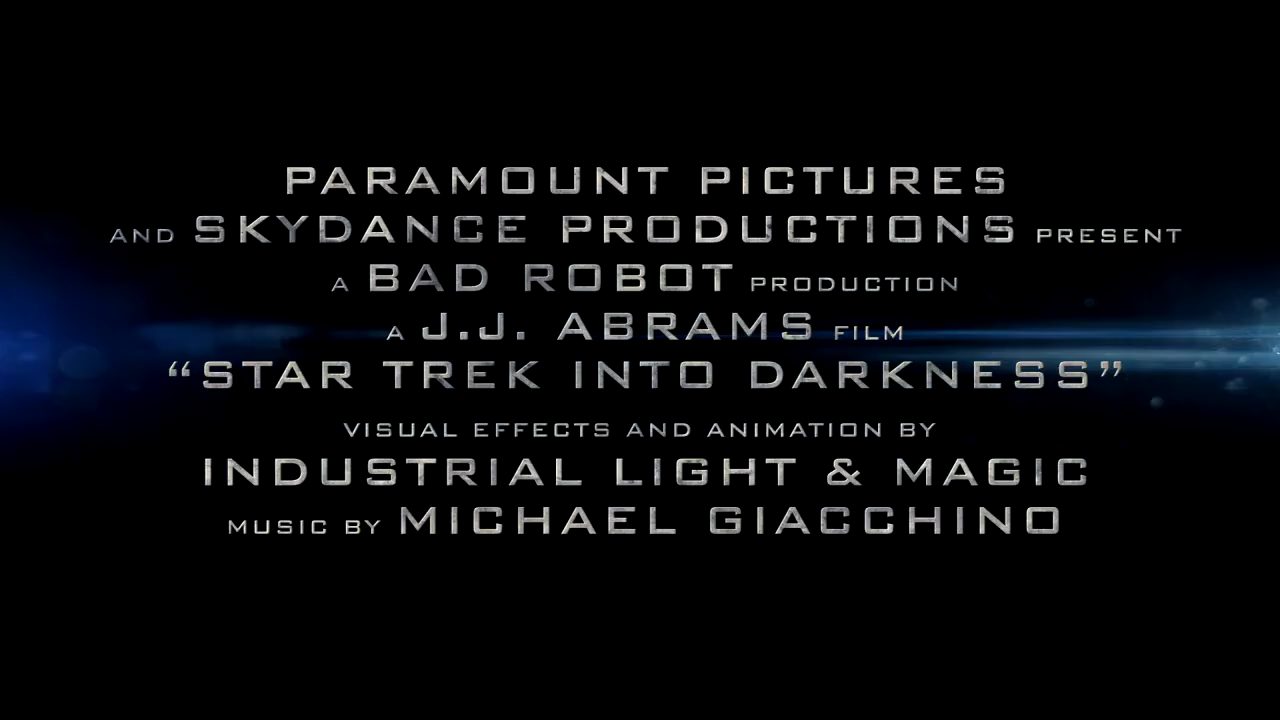 PARAMOUNT PICTURES
AND SKYDANCE PRODUCTIONS PRESENT
A BAD ROBOT PRODUCTION
A J.J. ABRAMS FILM
“STAR TREK INTO DARKNESS”
VISUAL EFFECTS AND ANIMATION BY
INDUSTRIAL LIGHT & MAGIC
MUSIC BY MICHAEL GIACCHINO